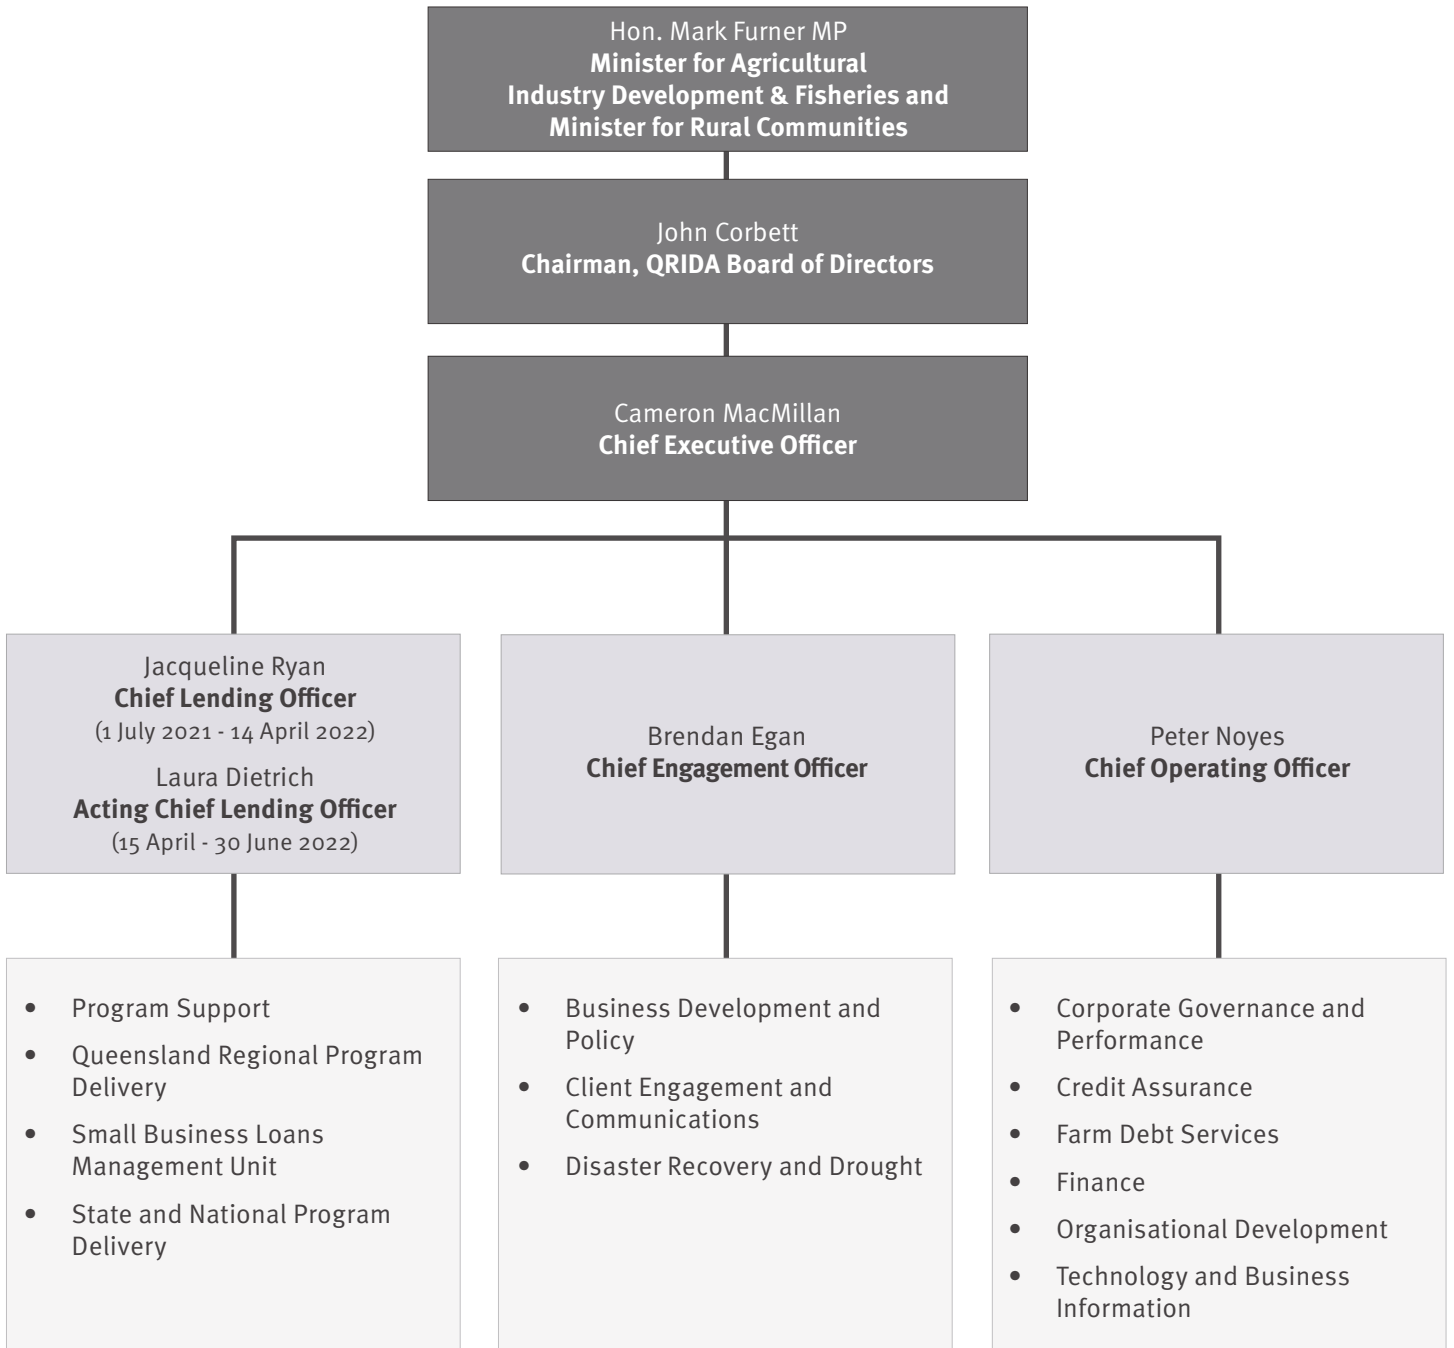 Hon. Mark Furner MP
Minister for Agricultural
Industry Development & Fisheries and
Minister for Rural Communities
John Corbett
Chairman, QRIDA Board of Directors
Cameron MacMillan
Chief Executive Officer
Jacqueline Ryan
Chief Lending Officer
(1 July 2021 - 14 April 2022)
Laura Dietrich
Acting Chief Lending Officer
(15 April - 30 June 2022)
Brendan Egan
Chief Engagement Officer
Peter Noyes
Chief Operating Officer
• Program Support
• Queensland Regional Program
Delivery
• Small Business Loans
Management Unit
• State and National Program
Delivery
• Business Development and
Policy
• Client Engagement and
Communications
• Disaster Recovery and Drought
• Corporate Governance and
Performance
• Credit Assurance
• Farm Debt Services
• Finance
• Organisational Development
• Technology and Business
Information